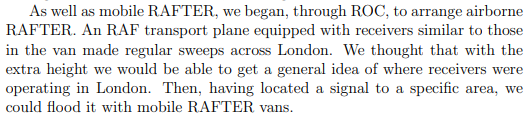 As well as mobile RAFTER, we began, through ROC, to arrange airborne
RAFTER. An RAF transport plane equipped with receivers similar to those
in the van made regular sweeps across London. We thought that with the
extra height we would be able to get a general idea of where receivers were
operating in London. Then, having located a signal to a specific area, we
could flood it with mobile RAFTER vans.